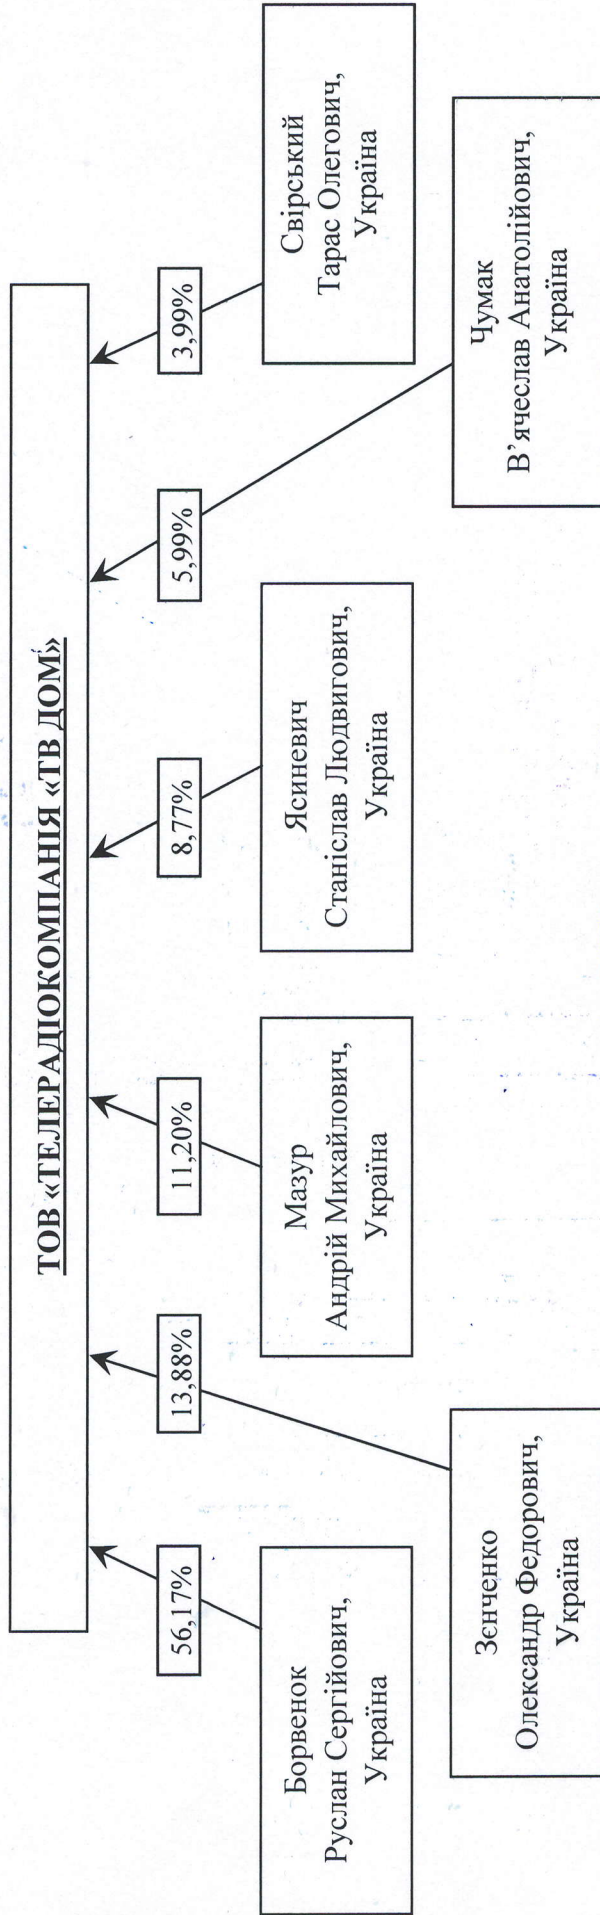 ТОВ «ТЕЛЕРАДІОКОМПАНІЯ «ТВ ДОМ»
56,17%
13,88%
11,20%
8,77%
5,99%
3,99%
Борвенок
Руслан Сергійович,
Україна
Зєнченко
Олександр Федорович,
Україна
Мазур
Андрій Михайлович,
Україна
Ясиневич
Станіслав Людвигович,
Україна
Чумак
В’ячеслав Анатолійович,
Україна
Свірський
Тарас Олегович,
Україна